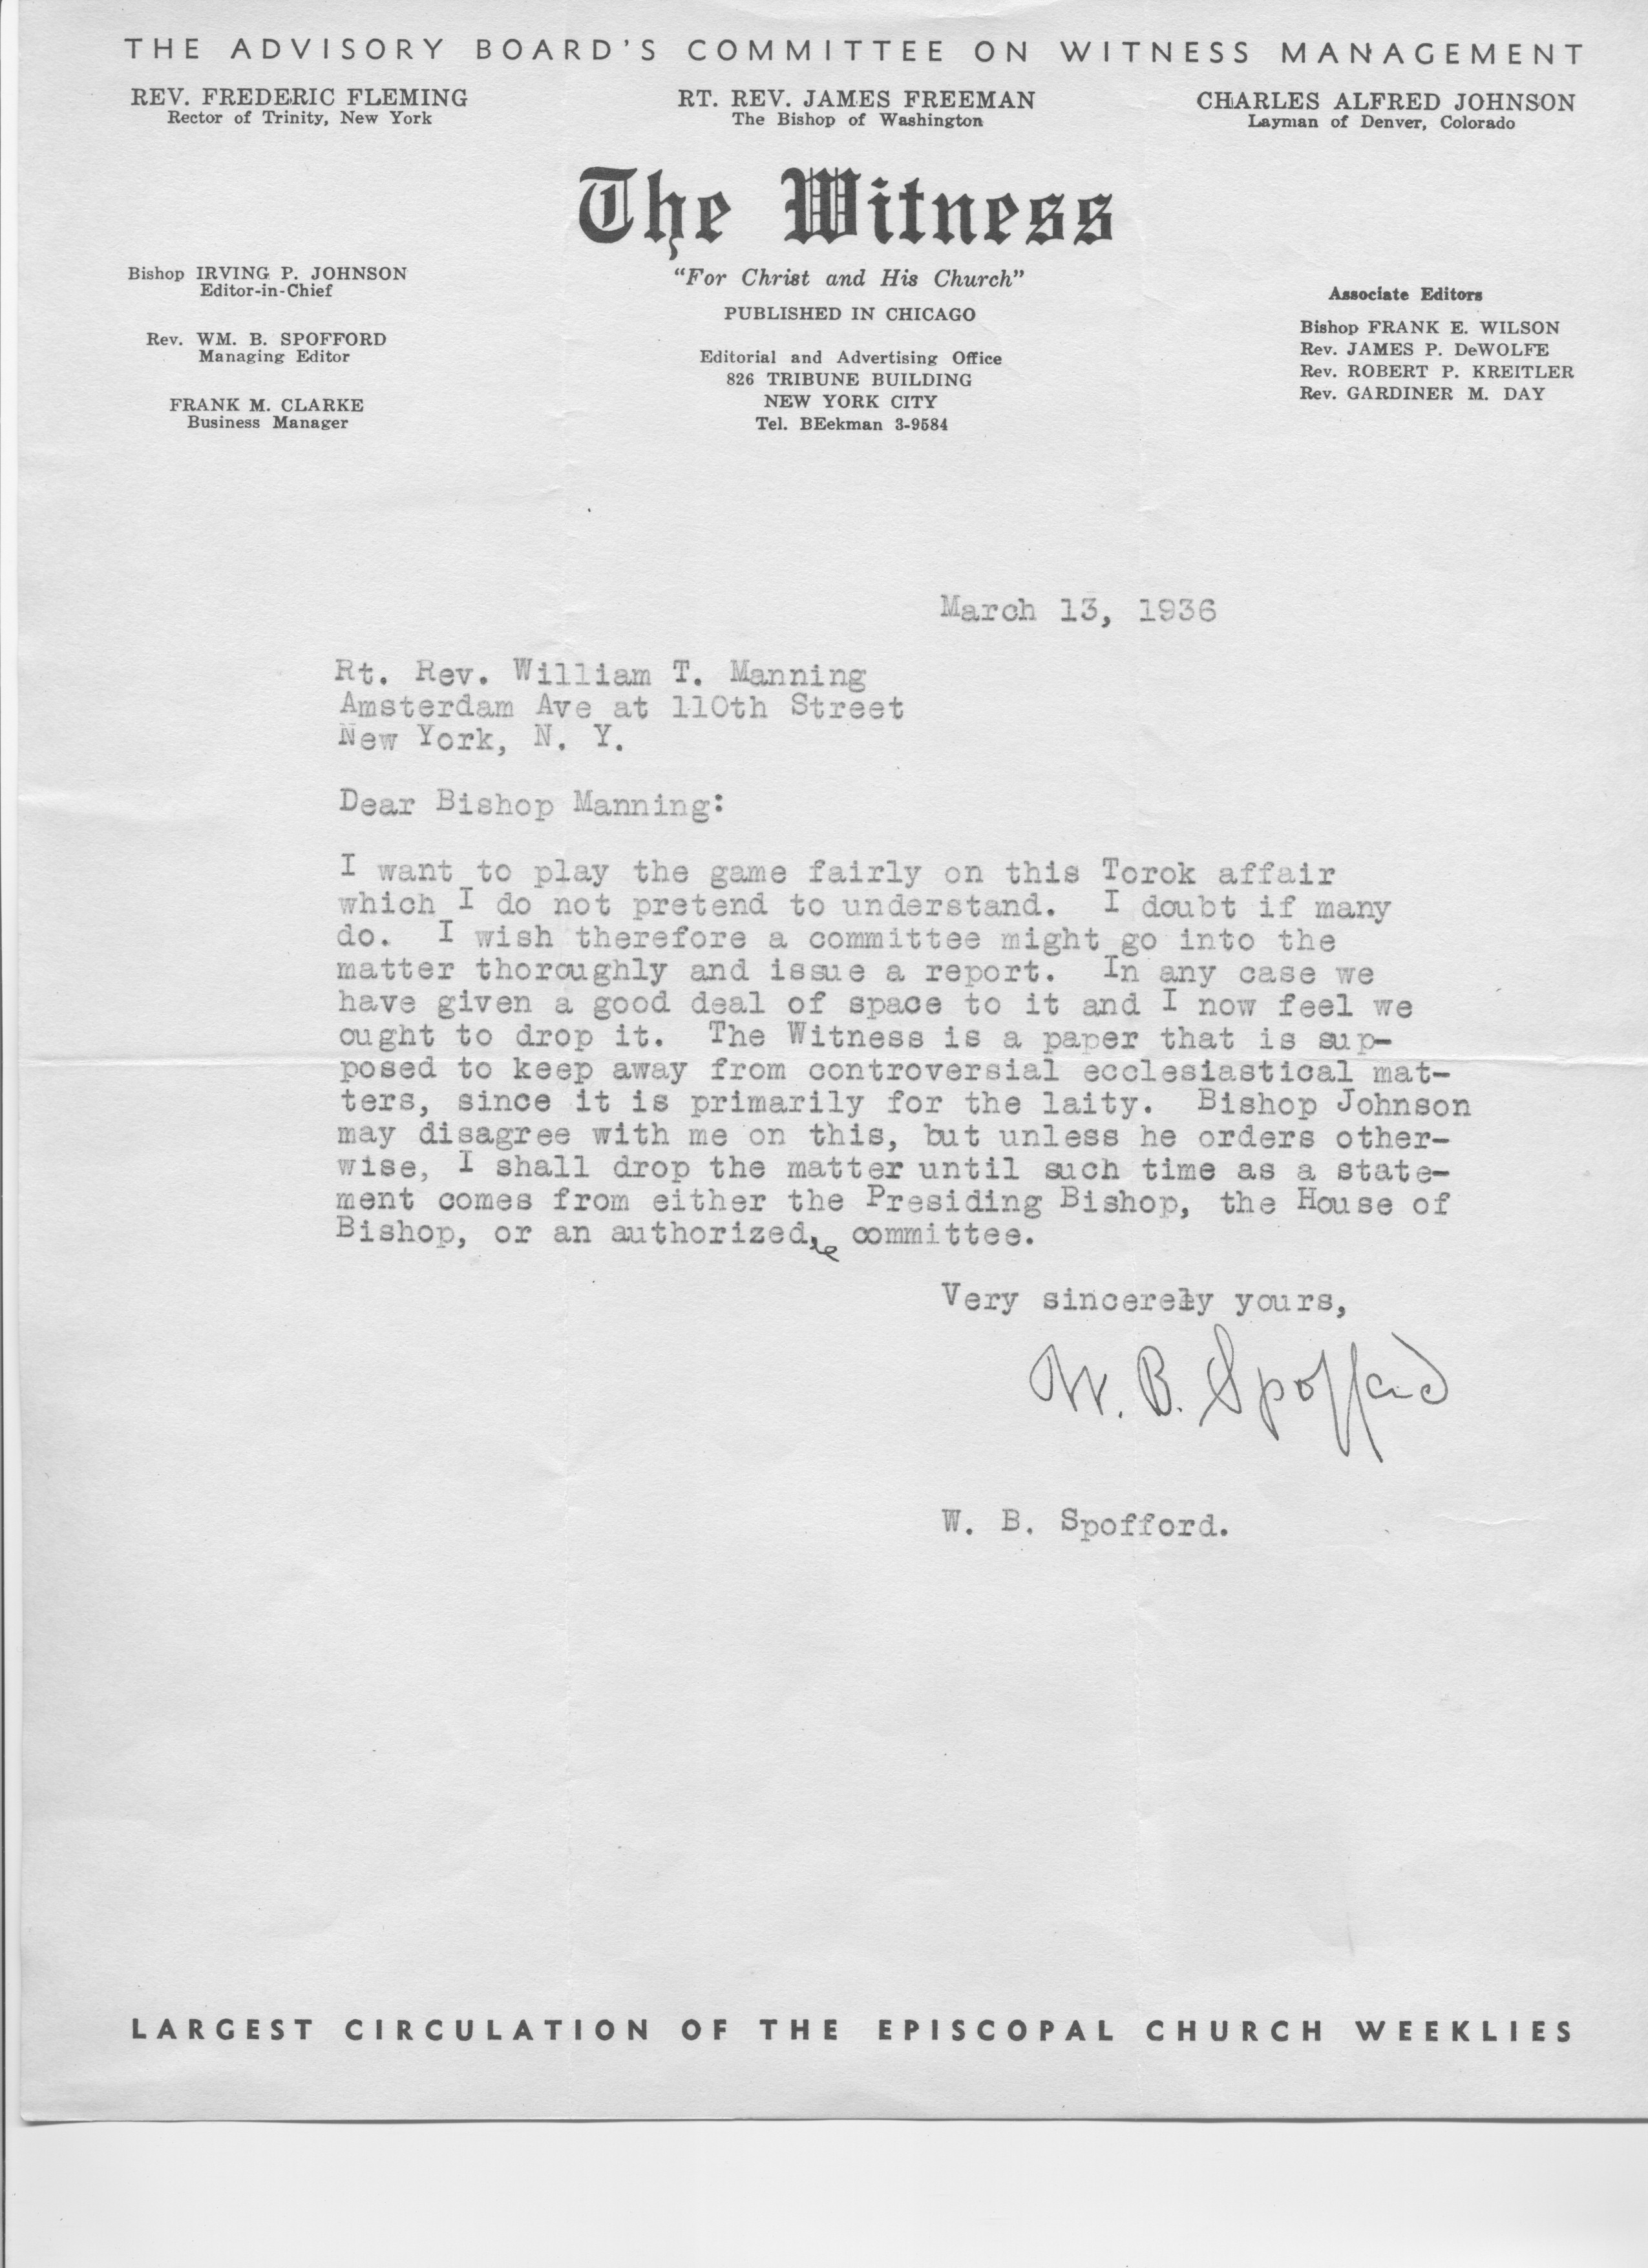 THE ADVISORY BOARD'S COMMITTEE ON WITNESS MANAGEMENT
REV. FREDERIC FLEMING
Rector of Trinity, New York
RT. REV. JAMES FREEMAN
The Bishop of Washington
CHARLES ALFRED JOHNSON
Layman of Denver, Colorado
The Witness
"For Christ and His Church"
PUBLISHED IN CHICAGO
Editorial and Advertising Office
826 TRIBUNE BUILDING
NEW YORK CITY
Tel. BEekman 3-9584
Bishop IRVING P. JOHNSON
Editor-in-Chief
Rev. WM. B. SPOFFORD
Managing Editor
FRANK M. CLARKE
Business Manager
Associate Editors
Bishop FRANK E. WILSON
Rev. JAMES P. DeWOLFE
Rev. ROBERT P. KREITLER
Rev. GARDINER M. DAY
March 13, 1936
Rt. Rev. William T. Manning
Amsterdam Ave at 110th Street
New York, N. Y.
Dear Bishop Manning:
I want to play the game fairly on this Torok affair
which I do not pretend to understand. I doubt if many
do. I wish therefore a committee might go into the
matter thoroughly and issue a report. In any case we
have given a good deal of space to it and I now feel we
ought to drop it. The Witness is a paper that is sup-
posed to keep away from controversial ecclesiastical mat-
ters, since it is primarily for the laity. Bishop Johnson
may disagree with me on this, but unless he orders other-
wise, I shall drop the matter until such time as a state-
ment comes from either the Presiding Bishop, the House of
Bishop, or an authorized, committee.
Very sincerely yours,
W. B. Spofford
W. B. Spofford.
LARGEST CIRCULATION OF THE EPISCOPAL CHURCH WEEKLIES